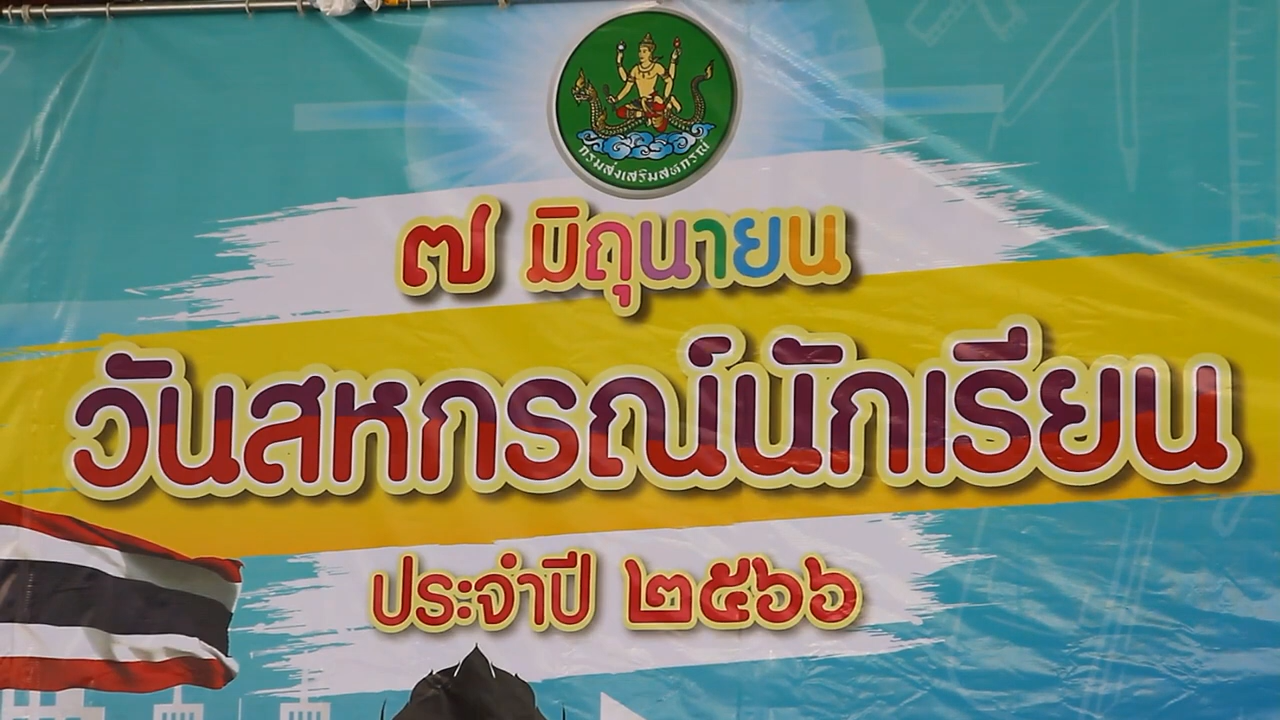 กรมส่งเสริมสหกรณ์
๗ มิถุนายน
วันสหกรณ์นักเรียน
ประจำปี ๒๕๖๖